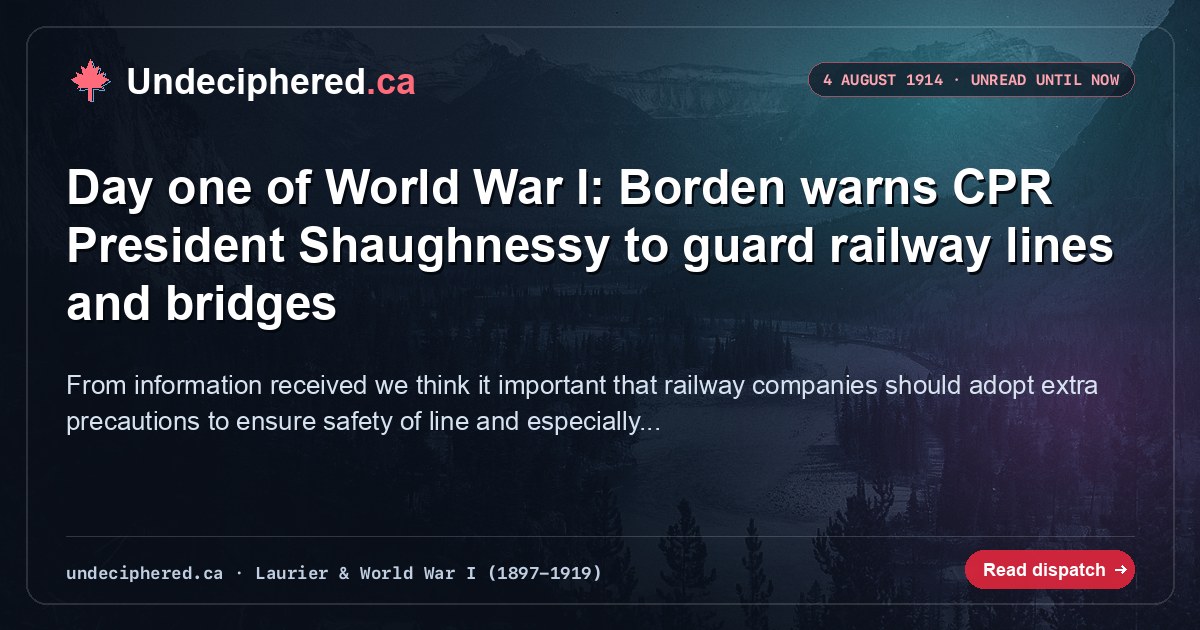 Undeciphered.ca
4 AUGUST 1914 · UNREAD UNTIL NOW
Day one of World War I: Borden warns CPR
President Shaughnessy to guard railway lines
and bridges
From information received we think it important that railway companies should adopt extra
precautions to ensure safety of line and especially...
undeciphered.ca · Laurier & World War I (1897–1919)
Read dispatch →